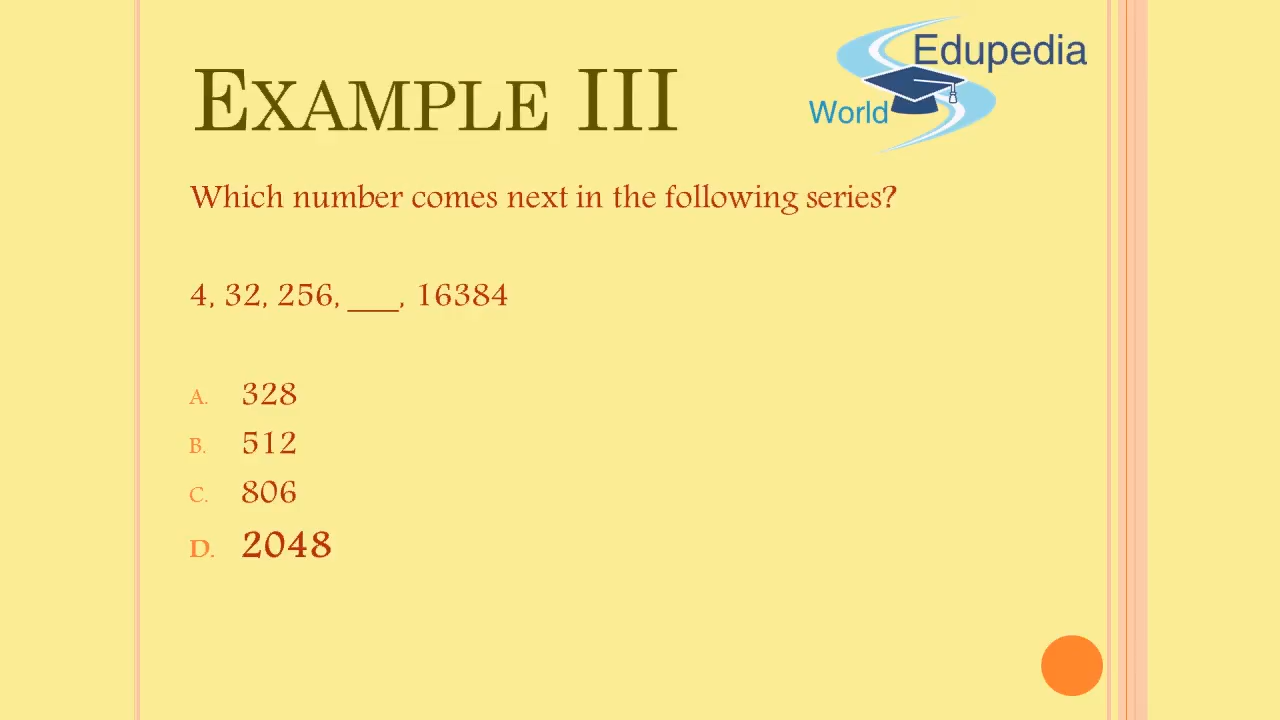 EXAMPLE III
Edupedia
World
Which number comes next in the following series?
4, 32, 256, ___, 16384
A. 328
B. 512
C. 806
D. 2048